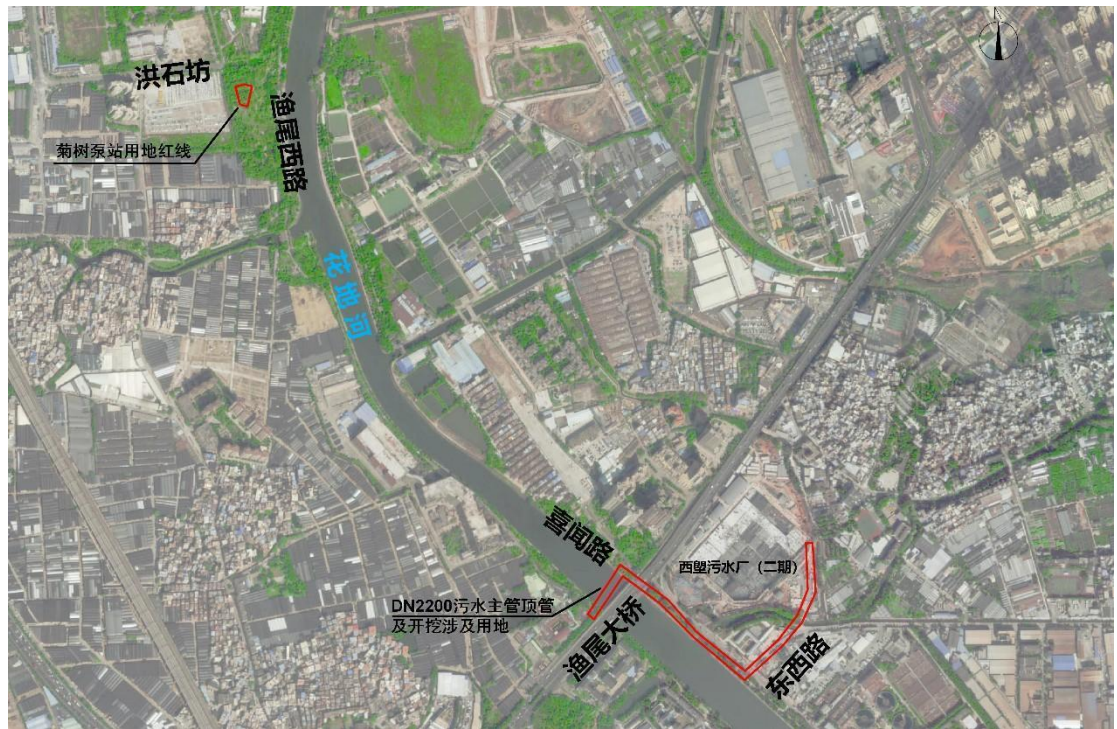 洪石坊
渔尾西路
菊树泵站用地红线
花地河
喜闻路
西塱污水厂（二期）
DN2200污水主管顶管
及开挖涉及用地
渔尾大桥
东西路